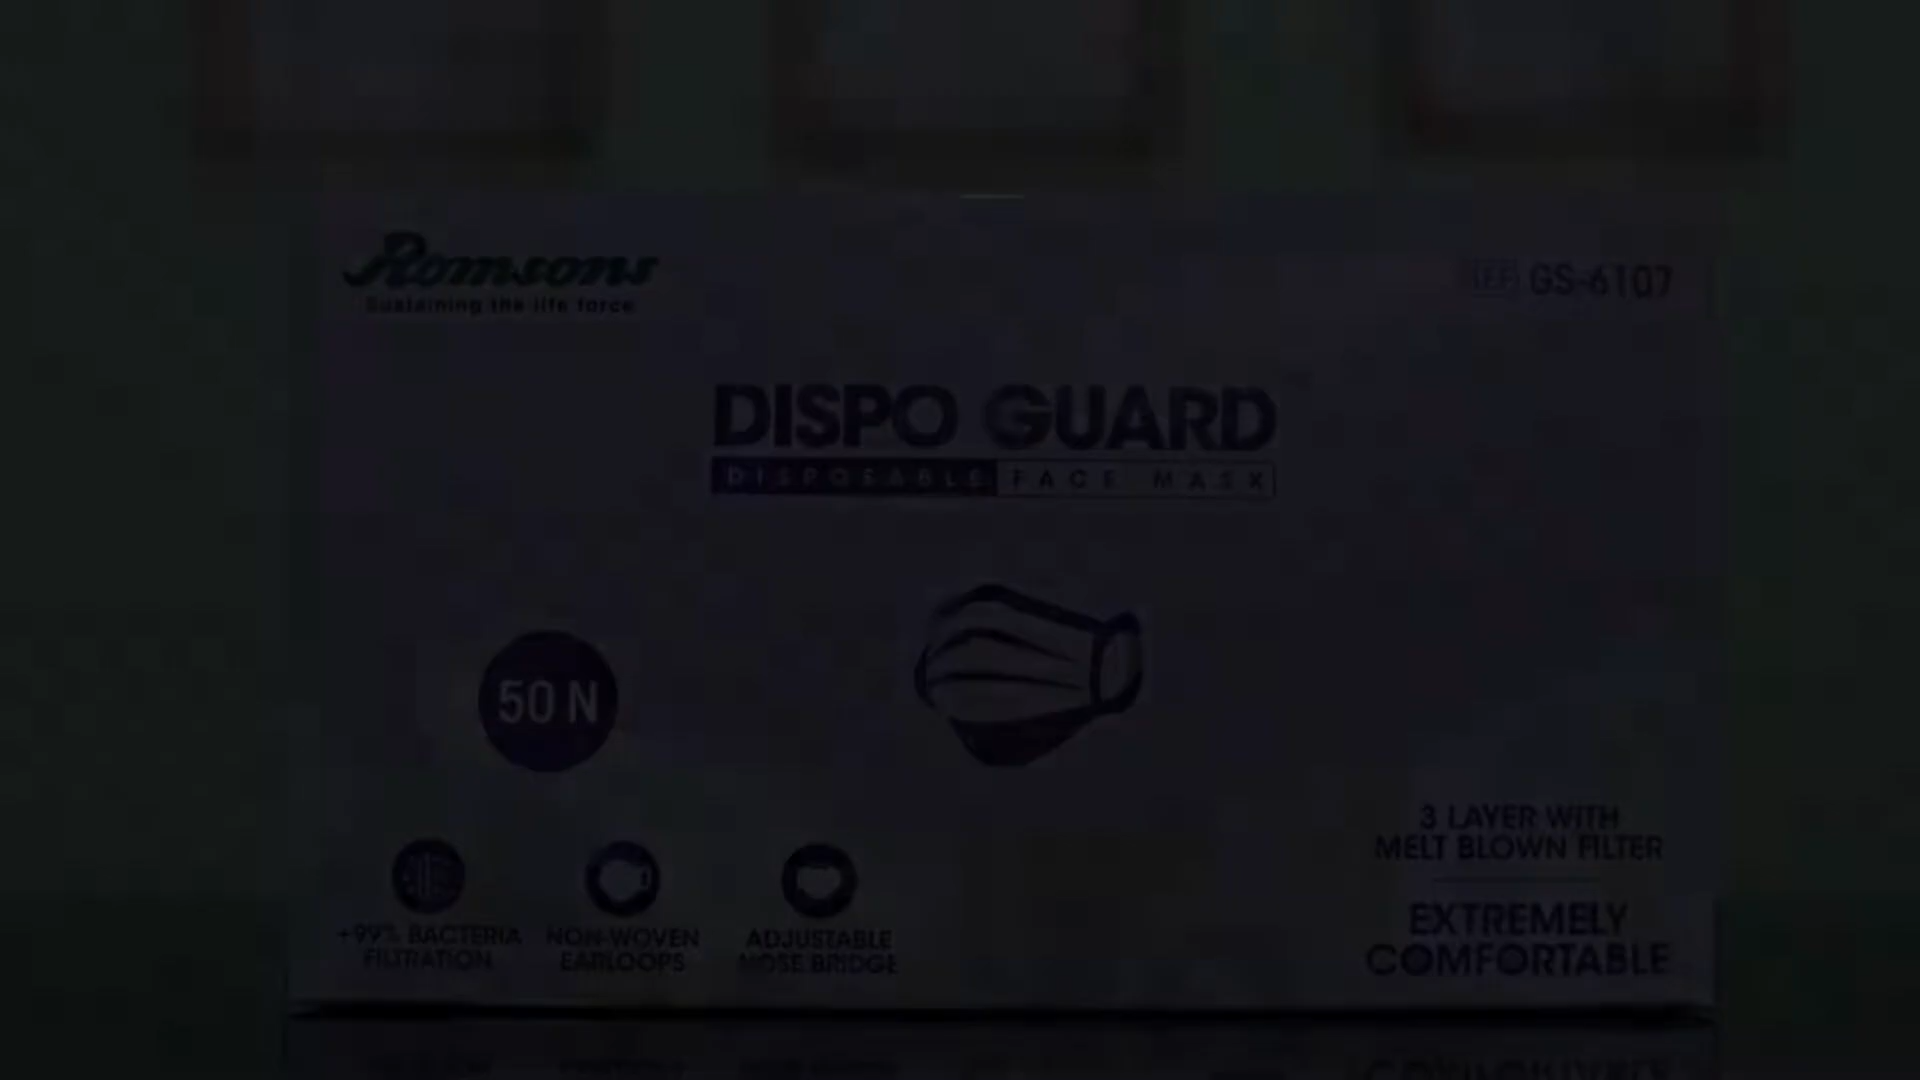 Romsons
Sustaining the life force
REF GS-6107
DISPO GUARD
DISPOSABLE FACE MASK
50 N
3 LAYER WITH
MELT BLOWN FILTER
+99% BACTERIA
FILTRATION
NON-WOVEN
EARLOOPS
ADJUSTABLE
NOSE BRIDGE
EXTREMELY
COMFORTABLE